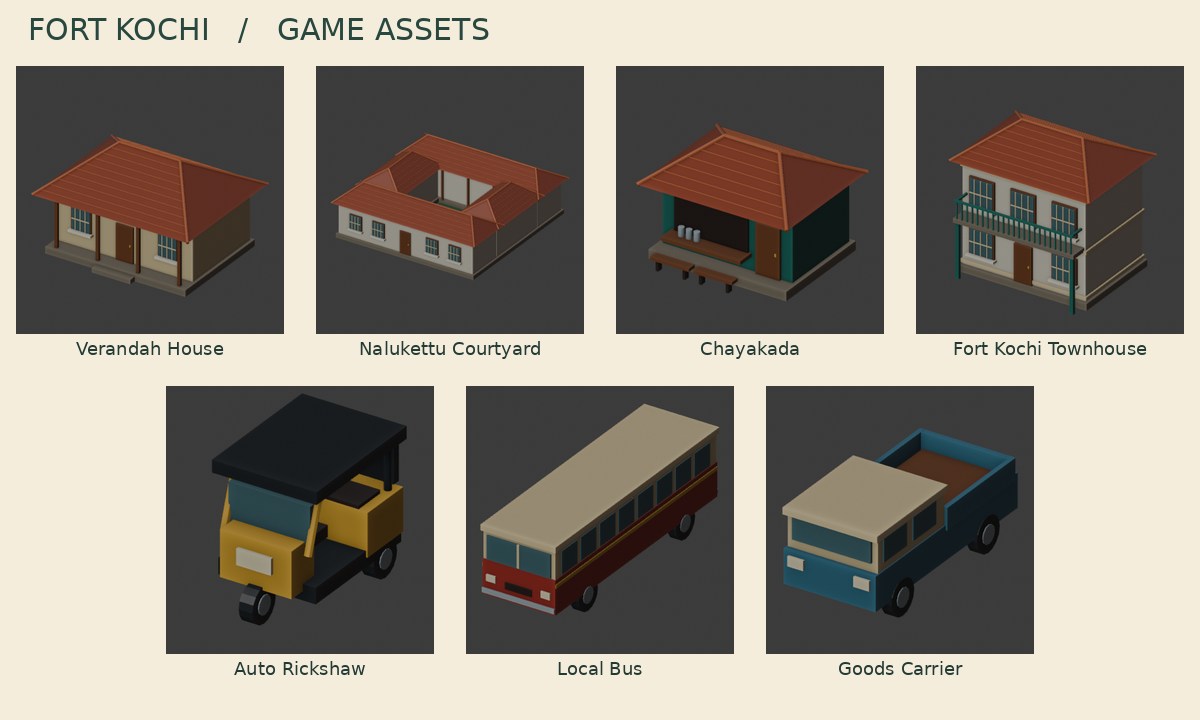 FORT KOCHI / GAME ASSETS
Verandah House
Nalukettu Courtyard
Chayakada
Fort Kochi Townhouse
Auto Rickshaw
Local Bus
Goods Carrier